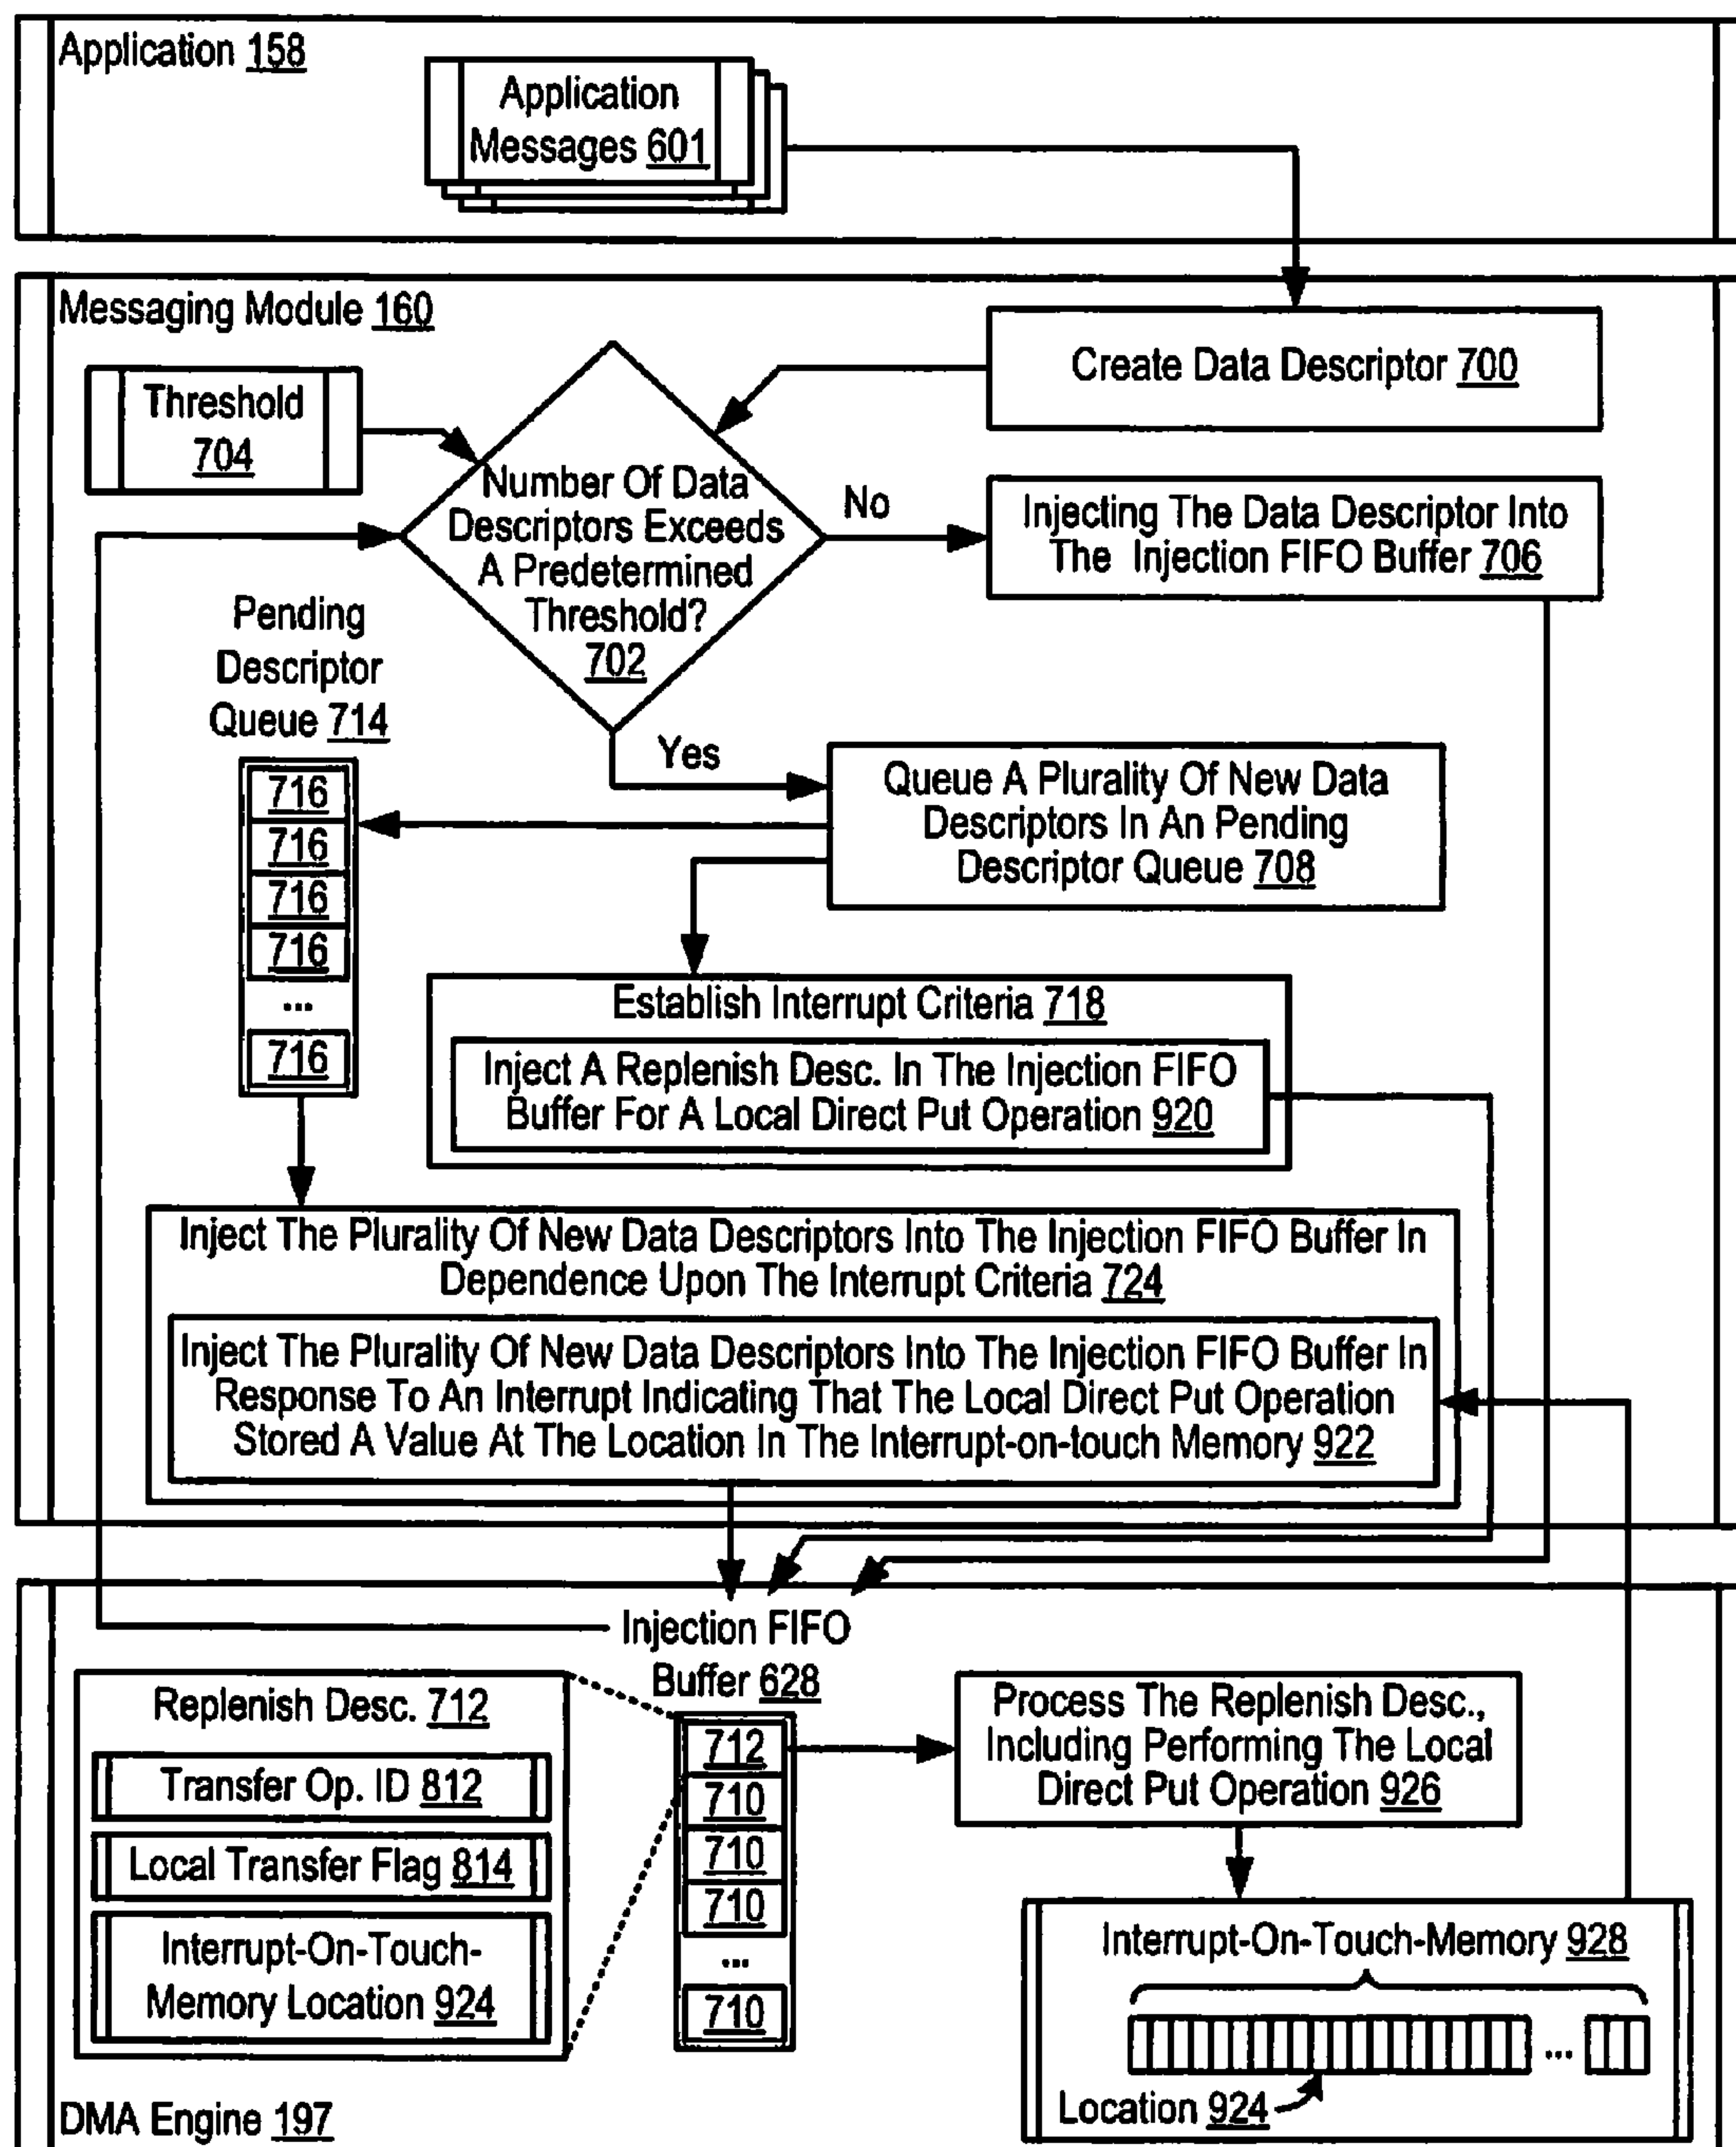 Application 158
Application
Messages 601
Messaging Module 160
Create Data Descriptor 700
Threshold
704
Number Of Data
Descriptors Exceeds
A Predetermined
Threshold?
702
No
Injecting The Data Descriptor Into
The Injection FIFO Buffer 706
Pending
Descriptor
Queue 714
Yes
Queue A Plurality Of New Data
Descriptors In An Pending
Descriptor Queue 708
716
716
716
716
...
716
Establish Interrupt Criteria 718
Inject A Replenish Desc. In The Injection FIFO
Buffer For A Local Direct Put Operation 920
Inject The Plurality Of New Data Descriptors Into The Injection FIFO Buffer In
Dependence Upon The Interrupt Criteria 724
Inject The Plurality Of New Data Descriptors Into The Injection FIFO Buffer In
Response To An Interrupt Indicating That The Local Direct Put Operation
Stored A Value At The Location In The Interrupt-on-touch Memory 922
Injection FIFO
Buffer 628
Replenish Desc. 712
Transfer Op. ID 812
Local Transfer Flag 814
Interrupt-On-Touch-
Memory Location 924
712
710
710
710
...
710
Process The Replenish Desc.,
Including Performing The Local
Direct Put Operation 926
Interrupt-On-Touch-Memory 928
...
Location 924
DMA Engine 197